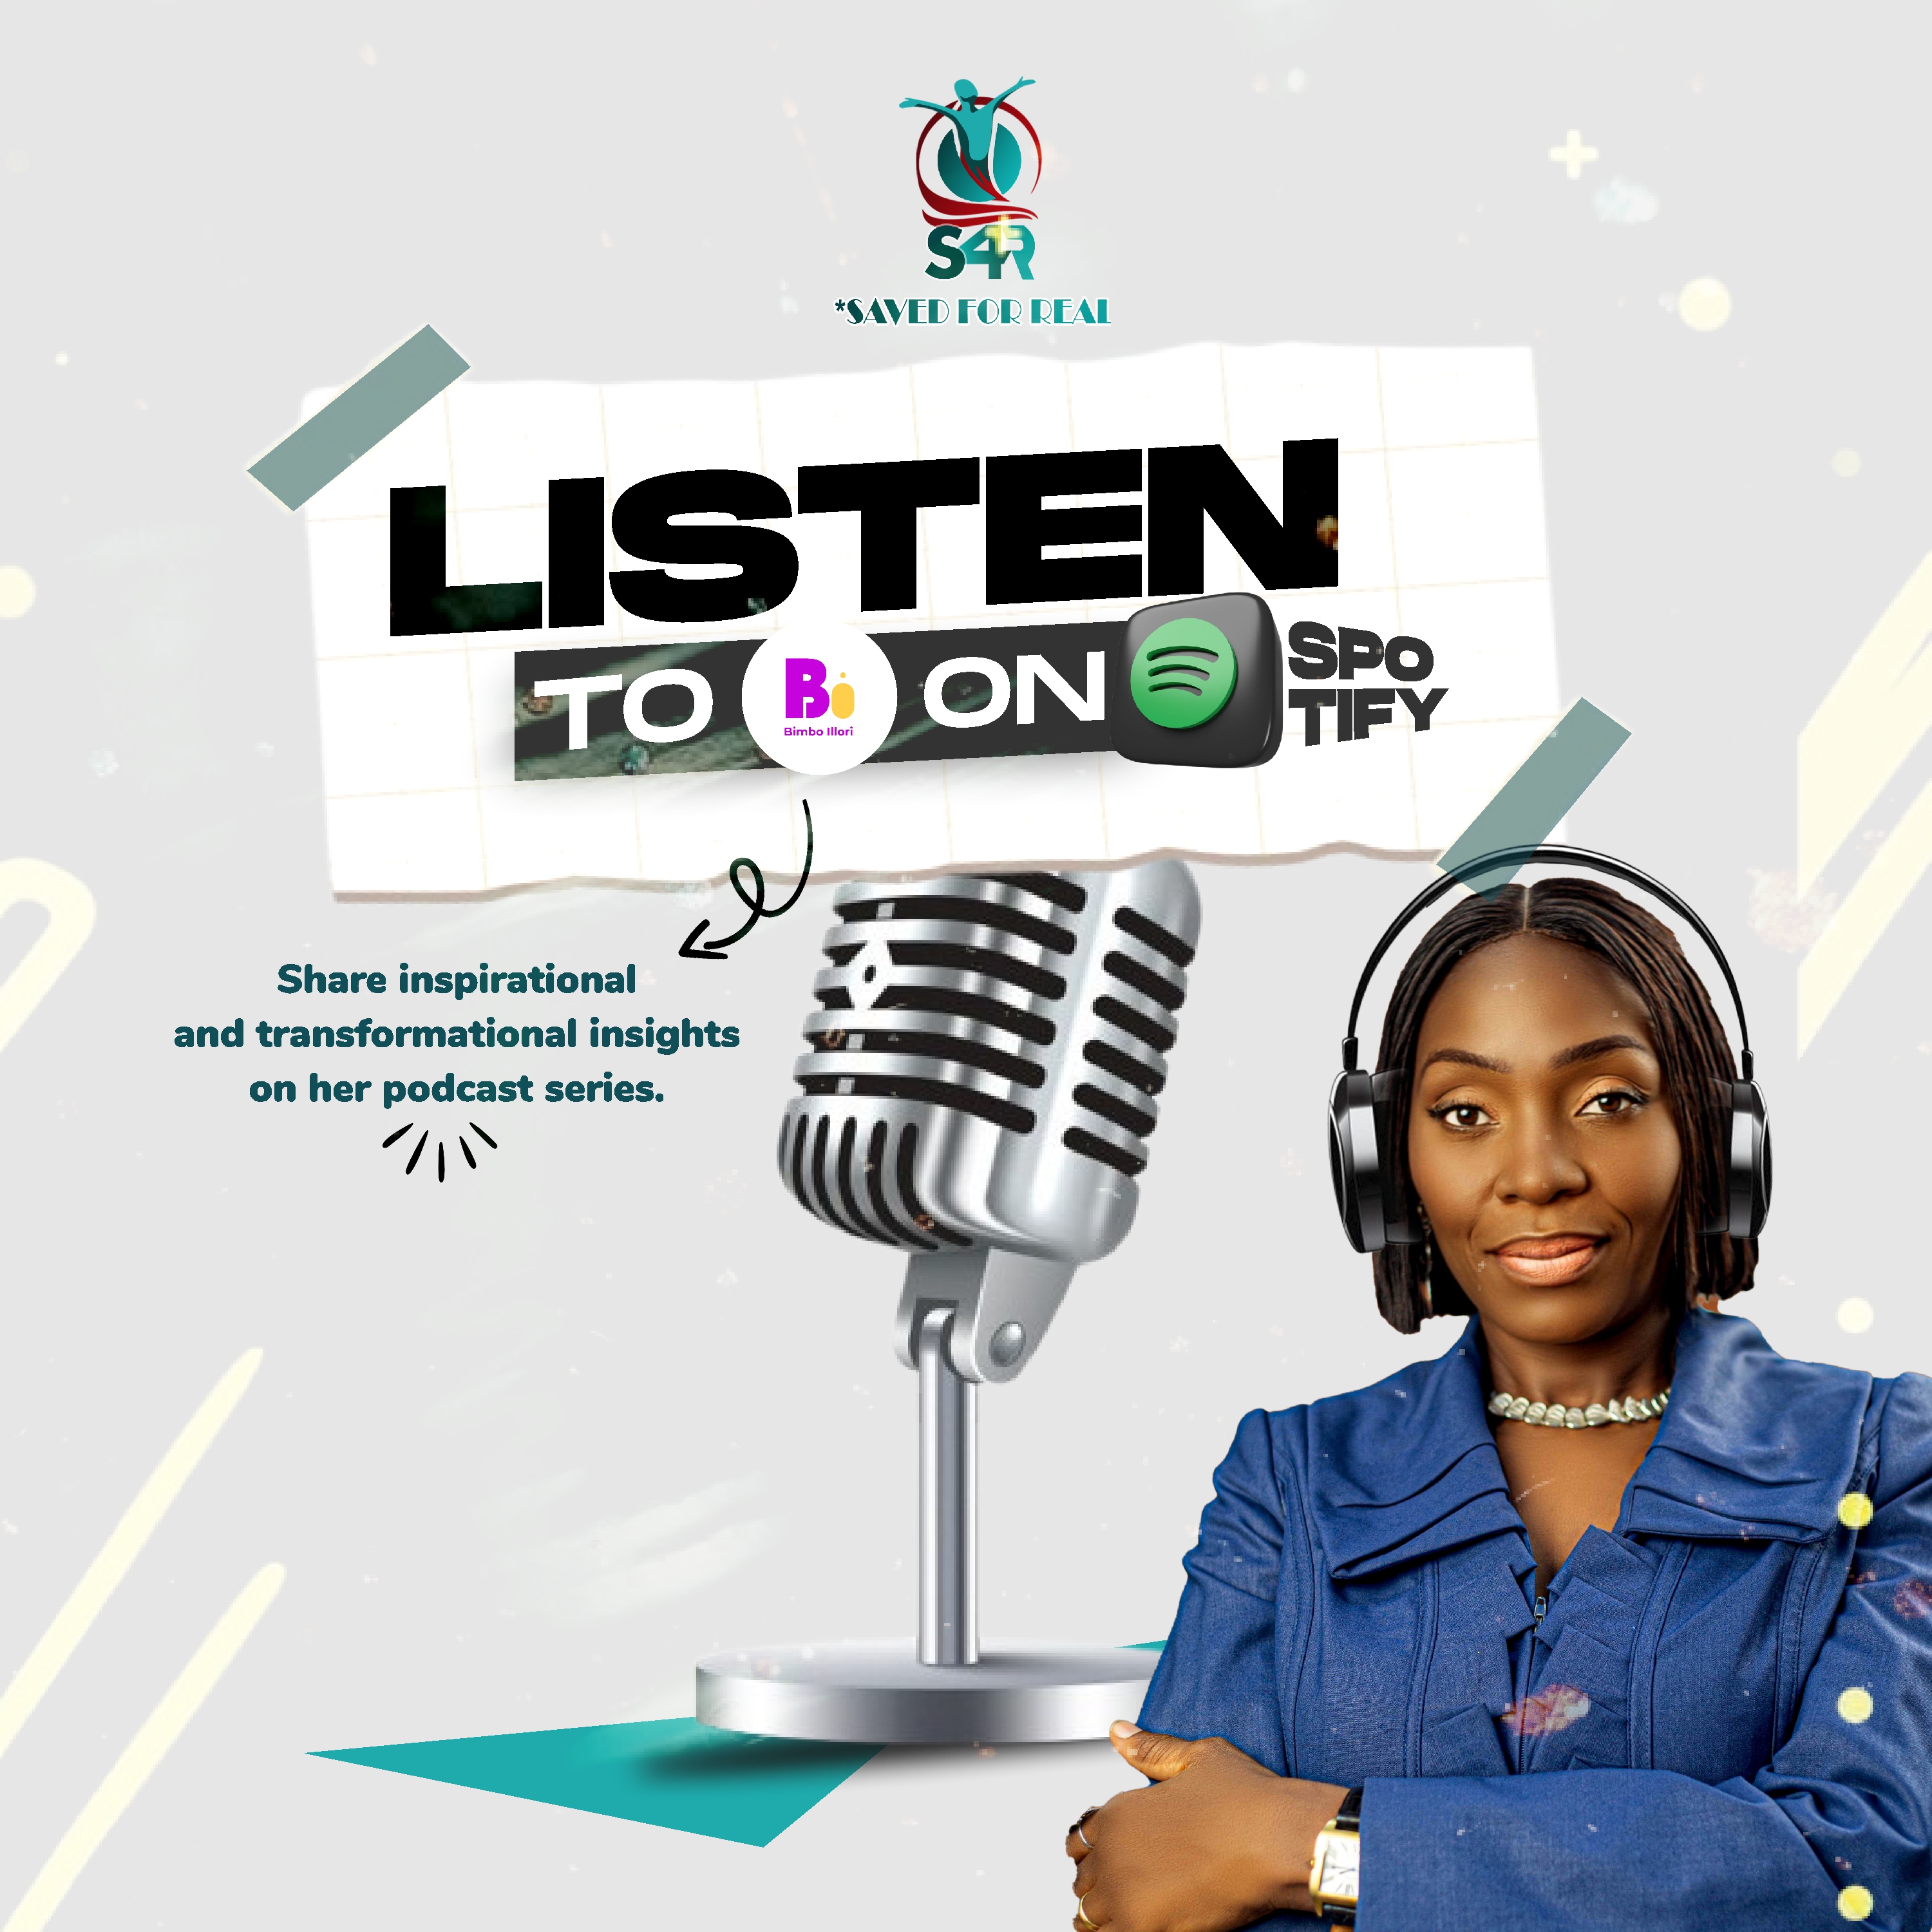 S4R
*SAVED FOR REAL
LISTEN
TO Bi ON SPO
Bimbo Illori
TIFY
Share inspirational
and transformational insights
on her podcast series.